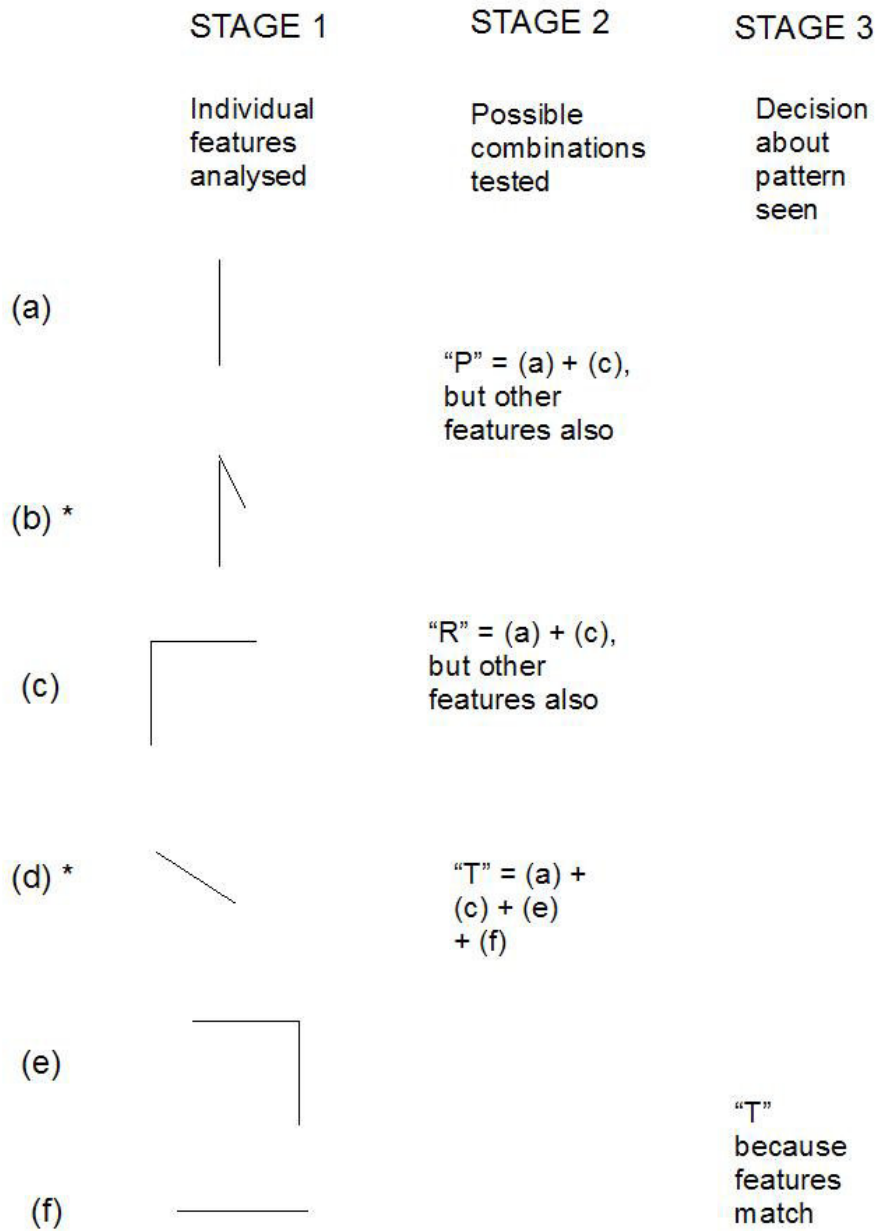 STAGE 1
STAGE 2
STAGE 3
Individual
features
analysed
Possible
combinations
tested
Decision
about
pattern
seen
(a)
“P” = (a) + (c),
but other
features also
(b) *
(c)
“R” = (a) + (c),
but other
features also
(d) *
“T” = (a) +
(c) + (e)
+ (f)
(e)
(f)
“T”
because
features
match